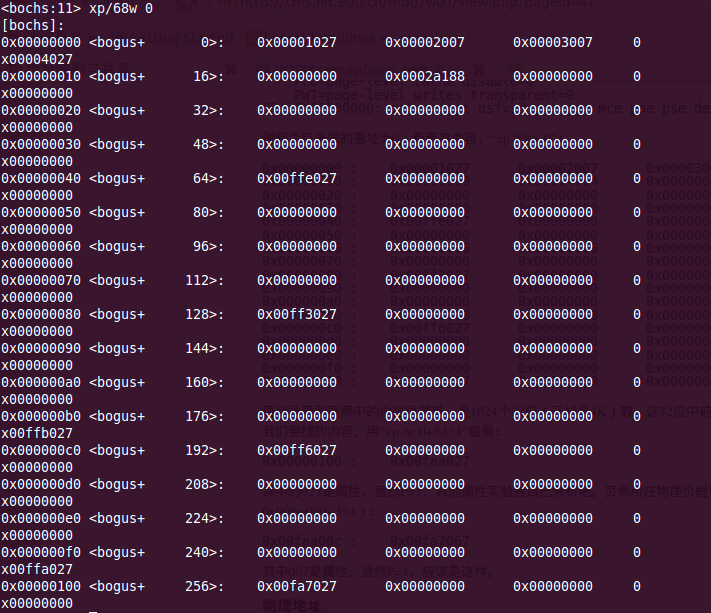 <bochs:11> xp/68w 0
[bochs]:
0x00000000 <bogus+       0>:    0x00001027      0x00002007      0x00003007     0
x00004027
0x00000010 <bogus+      16>:    0x00000000      0x0002a188      0x00000000     0
x00000000
0x00000020 <bogus+      32>:    0x00000000      0x00000000      0x00000000     0
x00000000
0x00000030 <bogus+      48>:    0x00000000      0x00000000      0x00000000     0
x00000000
0x00000040 <bogus+      64>:    0x00ffe027      0x00000000      0x00000000     0
x00000000
0x00000050 <bogus+      80>:    0x00000000      0x00000000      0x00000000     0
x00000000
0x00000060 <bogus+      96>:    0x00000000      0x00000000      0x00000000     0
x00000000
0x00000070 <bogus+     112>:    0x00000000      0x00000000      0x00000000     0
x00000000
0x00000080 <bogus+     128>:    0x00ff3027      0x00000000      0x00000000     0
x00000000
0x00000090 <bogus+     144>:    0x00000000      0x00000000      0x00000000     0
x00000000
0x000000a0 <bogus+     160>:    0x00000000      0x00000000      0x00000000     0
x00000000
0x000000b0 <bogus+     176>:    0x00000000      0x00000000      0x00000000     0
x00ffb027
0x000000c0 <bogus+     192>:    0x00ff6027      0x00000000      0x00000000     0
x00000000
0x000000d0 <bogus+     208>:    0x00000000      0x00000000      0x00000000     0
x00000000
0x000000e0 <bogus+     224>:    0x00000000      0x00000000      0x00000000     0
x00000000
0x000000f0 <bogus+     240>:    0x00000000      0x00000000      0x00000000     0
x00ffa027
0x00000100 <bogus+     256>:    0x00fa7027      0x00000000      0x00000000     0
x00000000